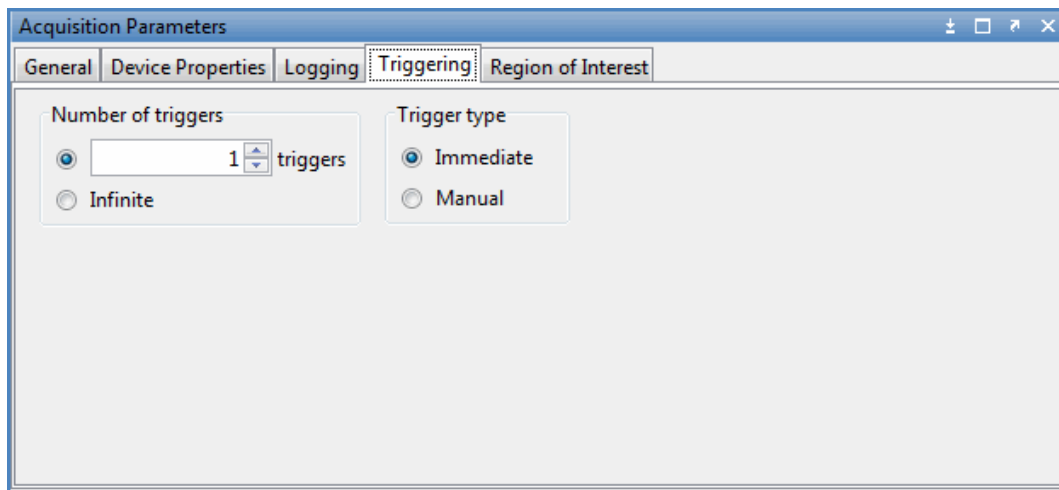 Acquisition Parameters
General Device Properties Logging Triggering Region of Interest
Number of triggers
1 triggers
Infinite
Trigger type
Immediate
Manual